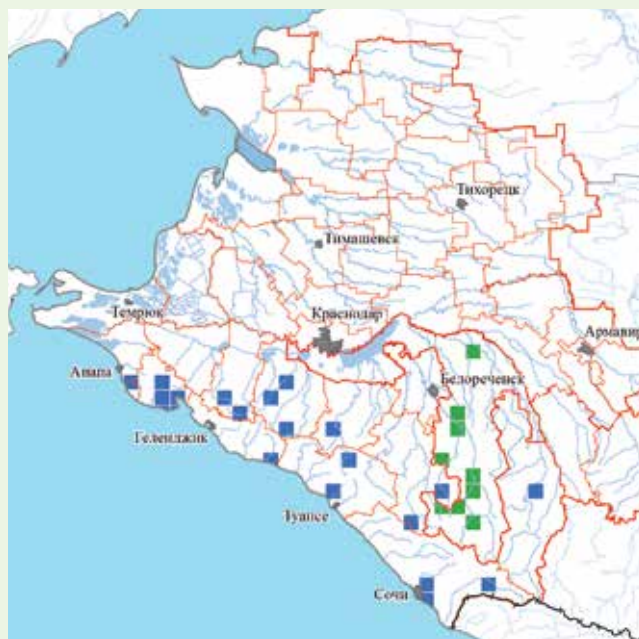 Тихорецк
Тимашевск
Темрюк
Краснодар
Армавир
Анапа
Белореченск
Геленджик
Туапсе
Сочи